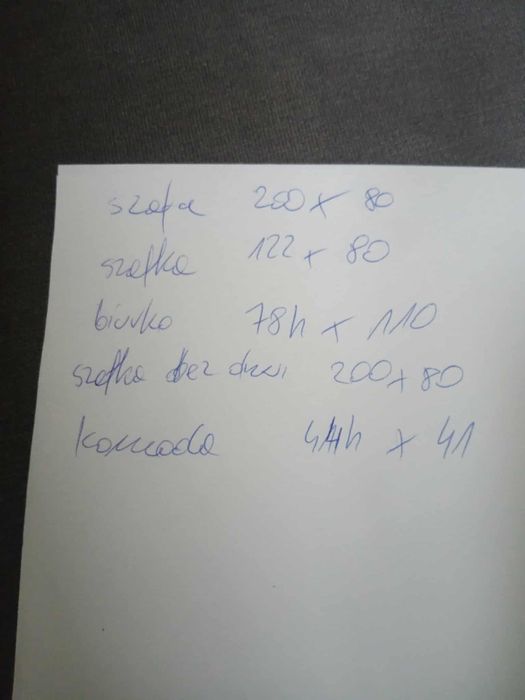 szafa 200 x 80
szafka 122 x 80
biurko 78h x 110
szafka bez drzwi 200 x 80
komoda 44h x 41